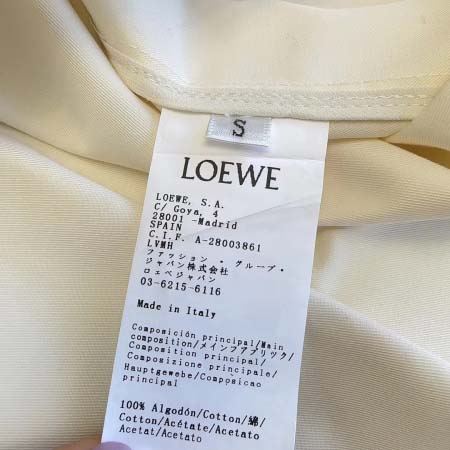 S
LOEWE
LOEWE, S.A.
C/ Goya, 4
28001 -Madrid
SPAIN
C.I.F. A-28003861
LVMH
ファッション・グループ・
ジャパン株式会社
ロェベジャパン
03-6215-6116
Made in Italy
Composición principal/Main
composition/メインファブリック/
Composition principal/
Composizione principale/
Hauptgewebe/Composicao
principal
100% Algodón/Cotton/綿/
Cotton/Acétate/Acetato
Acetat/Acetato